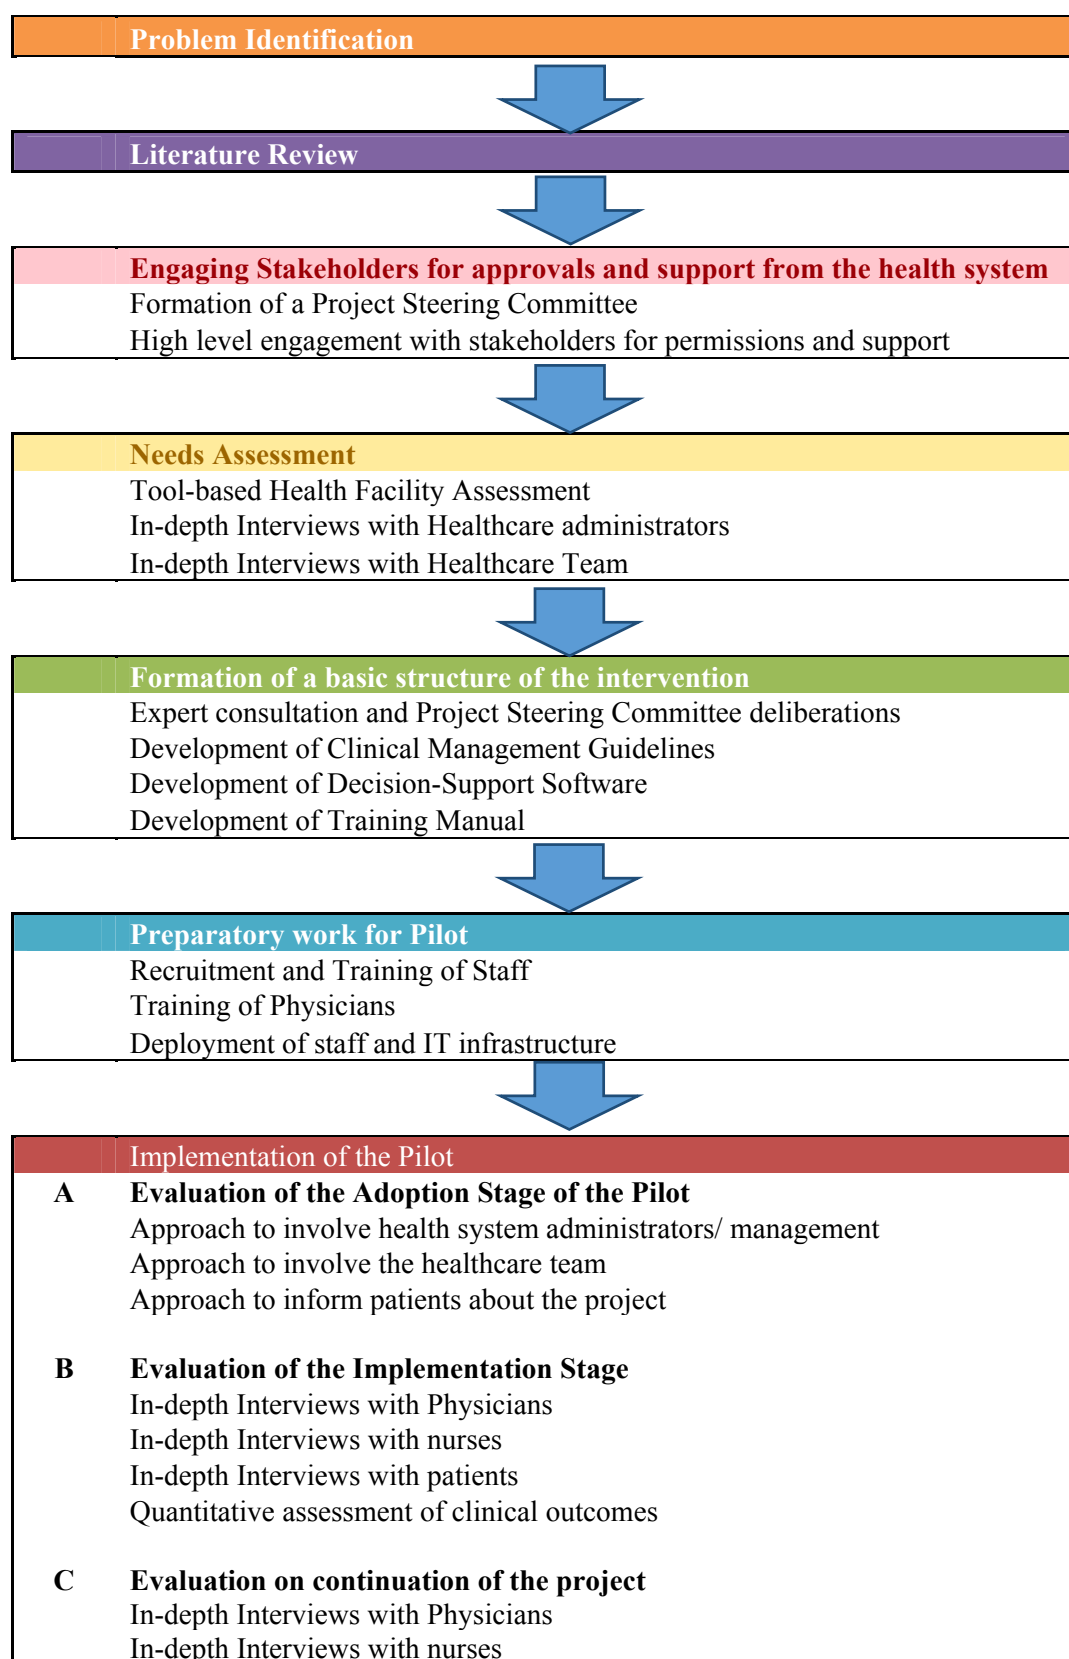 Problem Identification
Literature Review
Engaging Stakeholders for approvals and support from the health system
Formation of a Project Steering Committee
High level engagement with stakeholders for permissions and support
Needs Assessment
Tool-based Health Facility Assessment
In-depth Interviews with Healthcare administrators
In-depth Interviews with Healthcare Team
Formation of a basic structure of the intervention
Expert consultation and Project Steering Committee deliberations
Development of Clinical Management Guidelines
Development of Decision-Support Software
Development of Training Manual
Preparatory work for Pilot
Recruitment and Training of Staff
Training of Physicians
Deployment of staff and IT infrastructure
Implementation of the Pilot
A Evaluation of the Adoption Stage of the Pilot
Approach to involve health system administrators/ management
Approach to involve the healthcare team
Approach to inform patients about the project
B Evaluation of the Implementation Stage
In-depth Interviews with Physicians
In-depth Interviews with nurses
In-depth Interviews with patients
Quantitative assessment of clinical outcomes
C Evaluation on continuation of the project
In-depth Interviews with Physicians
In-depth Interviews with nurses